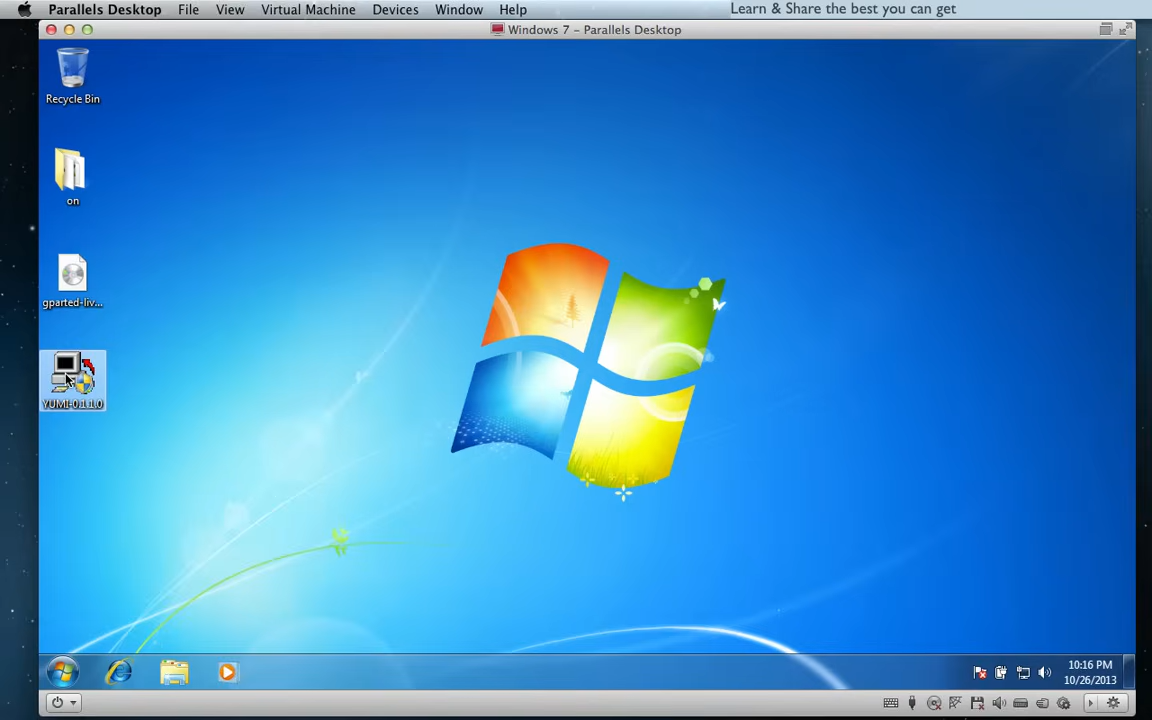 Parallels Desktop File View Virtual Machine Devices Window Help Learn & Share the best you can get
Windows 7 - Parallels Desktop
Recycle Bin
on
gparted-liv...
YUMI-0.1.1.0
10:16 PM
10/26/2013